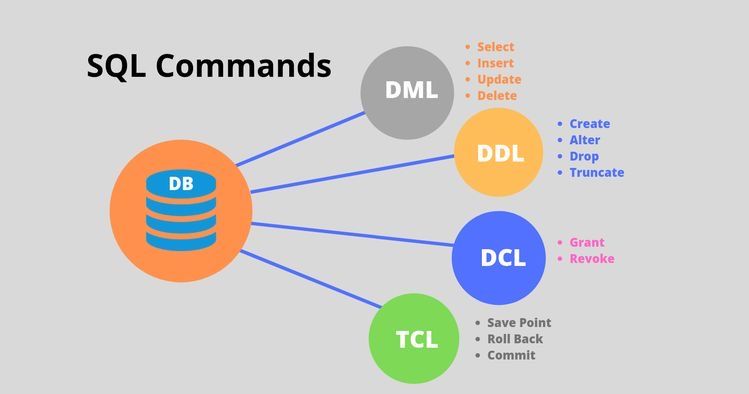 SQL Commands
DB
DML
• Select
• Insert
• Update
• Delete
DDL
• Create
• Alter
• Drop
• Truncate
DCL
• Grant
• Revoke
TCL
• Save Point
• Roll Back
• Commit